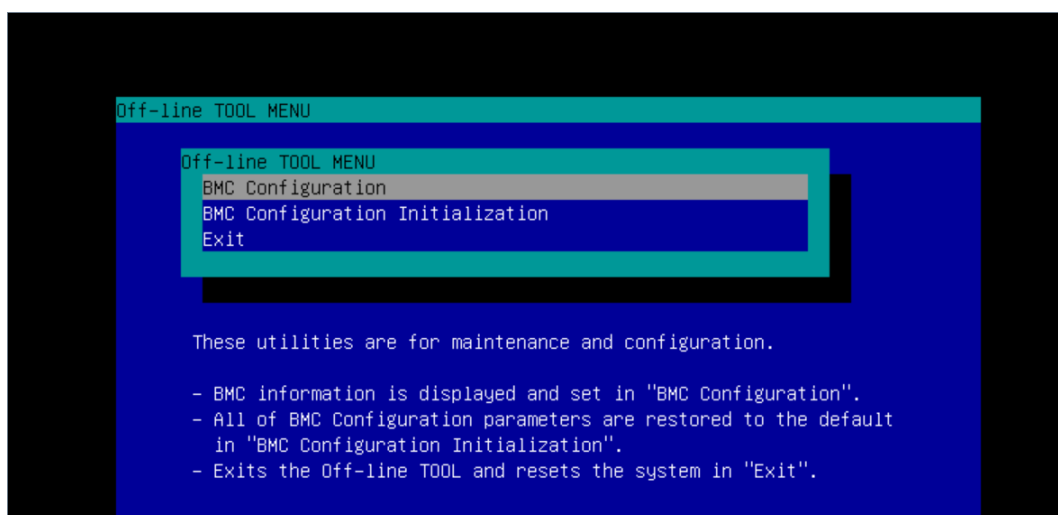 Off-line TOOL MENU
Off-line TOOL MENU
BMC Configuration
BMC Configuration Initialization
Exit
These utilities are for maintenance and configuration.
- BMC information is displayed and set in "BMC Configuration".
- All of BMC Configuration parameters are restored to the default
in "BMC Configuration Initialization".
- Exits the Off-line TOOL and resets the system in "Exit".